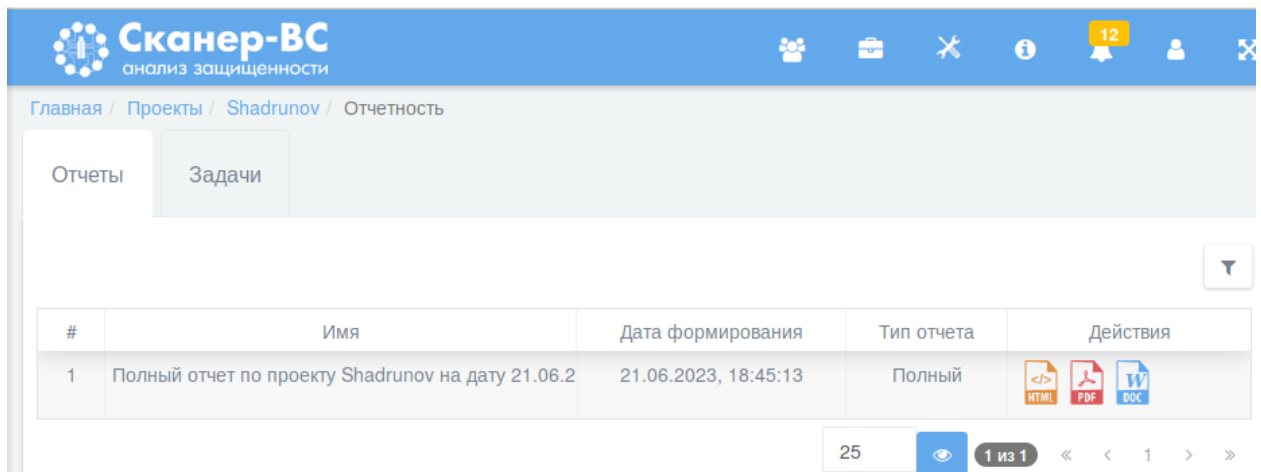 Сканер-ВС
анализ защищенности
12
Главная / Проекты / Shadrunov / Отчетность
Отчеты Задачи
# Имя Дата формирования Тип отчета Действия
1 Полный отчет по проекту Shadrunov на дату 21.06.2 21.06.2023, 18:45:13 Полный </> HTML PDF W DOC
25 1 из 1 « < 1 > »